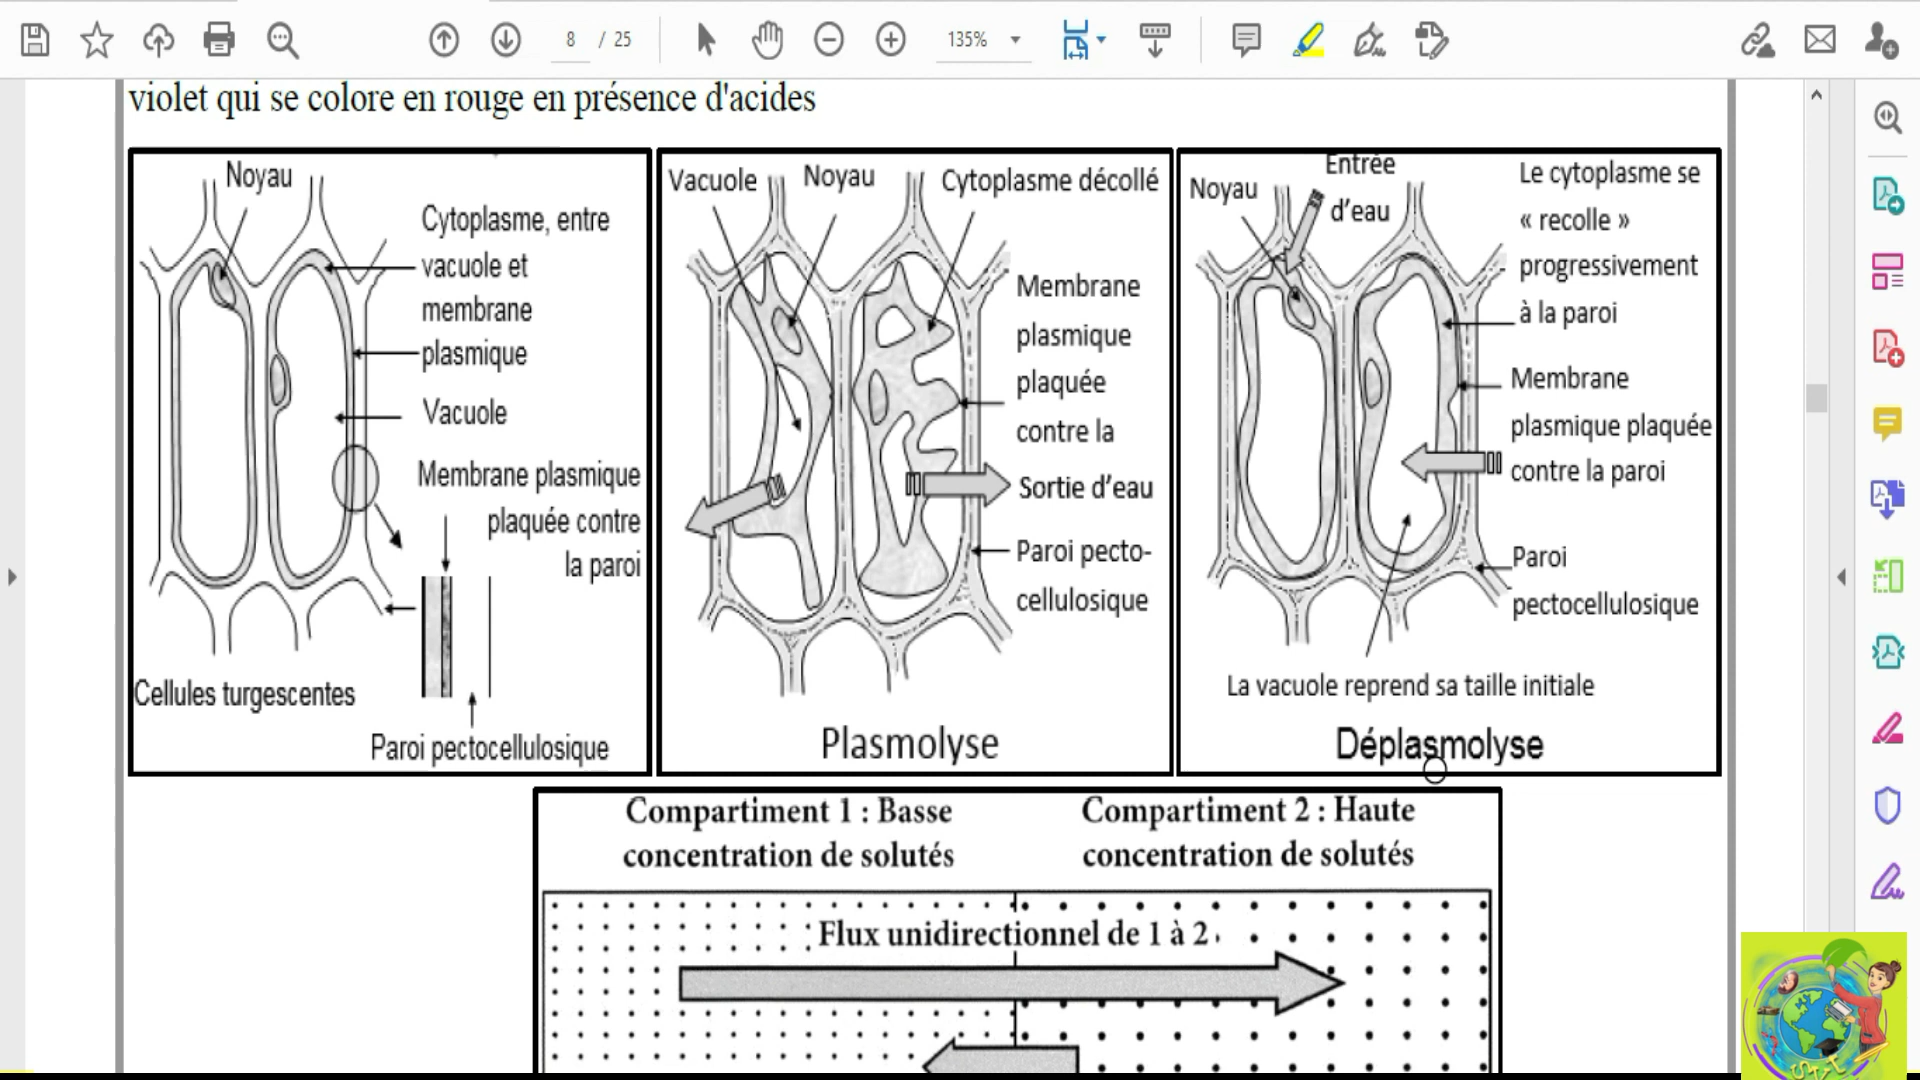 8 / 25
135%
violet qui se colore en rouge en présence d'acides
Noyau
Cytoplasme, entre
vacuole et
membrane
plasmique
Vacuole
Membrane plasmique
plaquée contre
la paroi
Cellules turgescentes
Paroi pectocellulosique
Vacuole
Noyau
Cytoplasme décollé
Membrane
plasmique
plaquée
contre la
Sortie d'eau
Paroi pecto-
cellulosique
Plasmolyse
Noyau
Entrée
d'eau
Le cytoplasme se
« recolle »
progressivement
à la paroi
Membrane
plasmique plaquée
contre la paroi
Paroi
pectocellulosique
La vacuole reprend sa taille initiale
Déplasmolyse
Compartiment 1 : Basse
concentration de solutés
Compartiment 2 : Haute
concentration de solutés
Flux unidirectionnel de 1 à 2
SVT